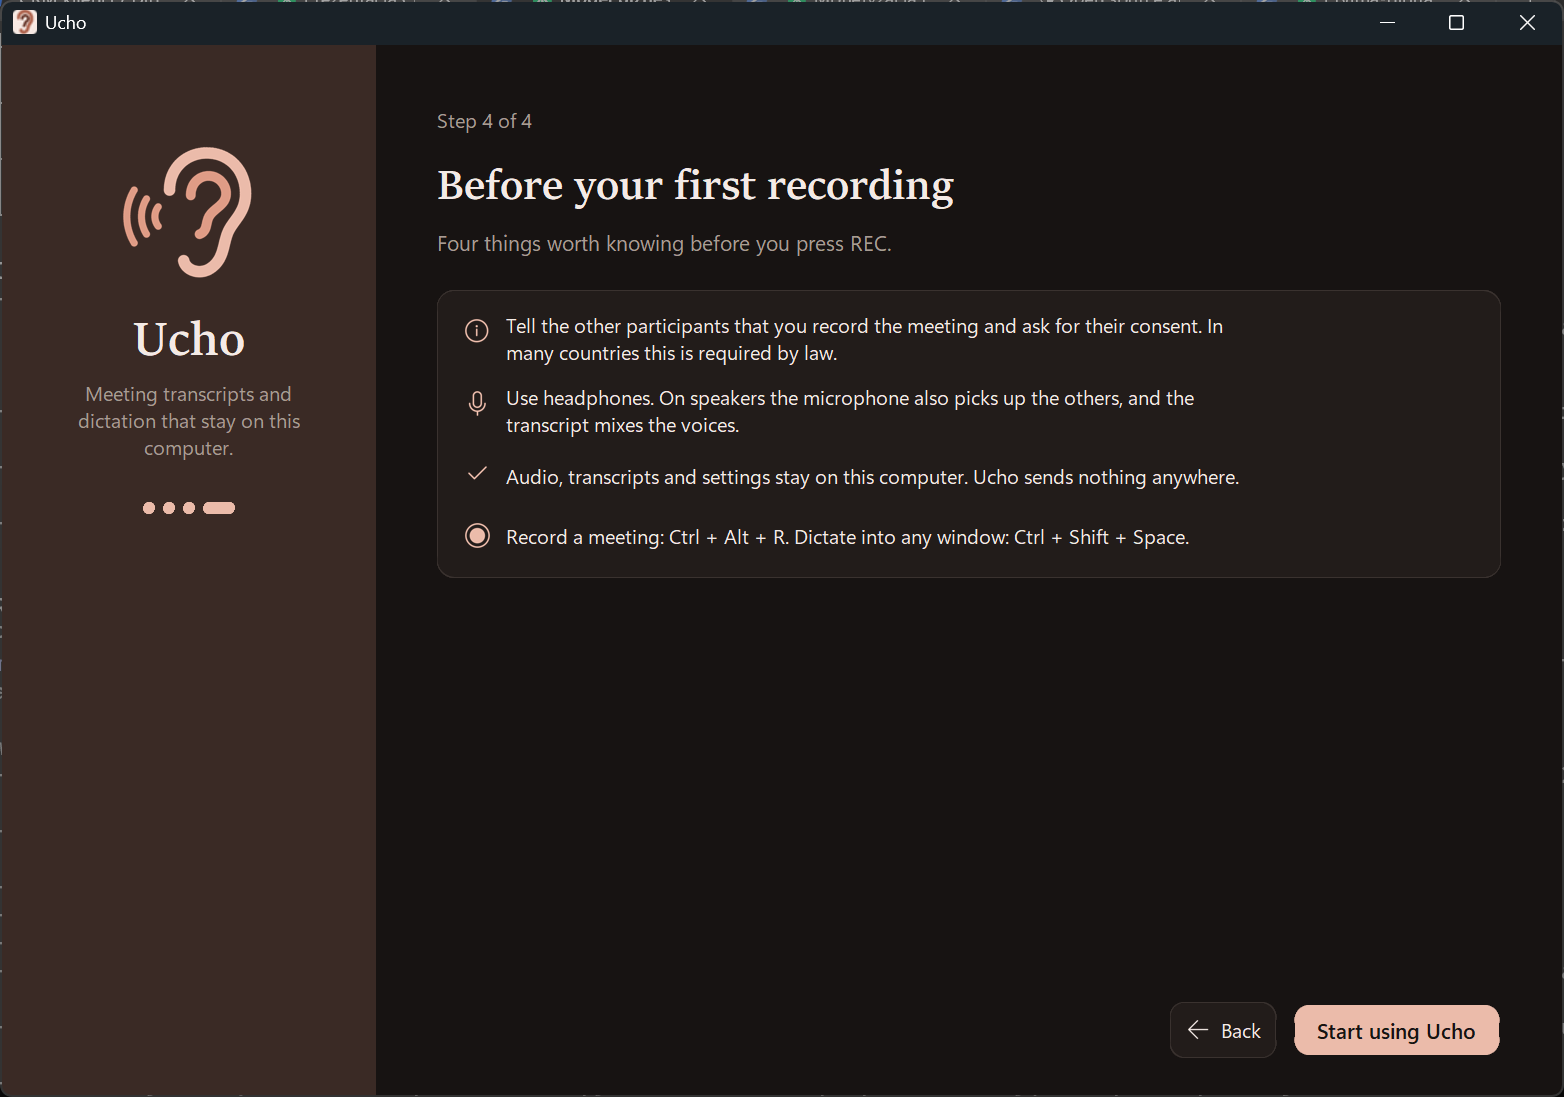 Ucho
Ucho
Meeting transcripts and
dictation that stay on this
computer.
Step 4 of 4
Before your first recording
Four things worth knowing before you press REC.
Tell the other participants that you record the meeting and ask for their consent. In
many countries this is required by law.
Use headphones. On speakers the microphone also picks up the others, and the
transcript mixes the voices.
Audio, transcripts and settings stay on this computer. Ucho sends nothing anywhere.
Record a meeting: Ctrl + Alt + R. Dictate into any window: Ctrl + Shift + Space.
Back
Start using Ucho